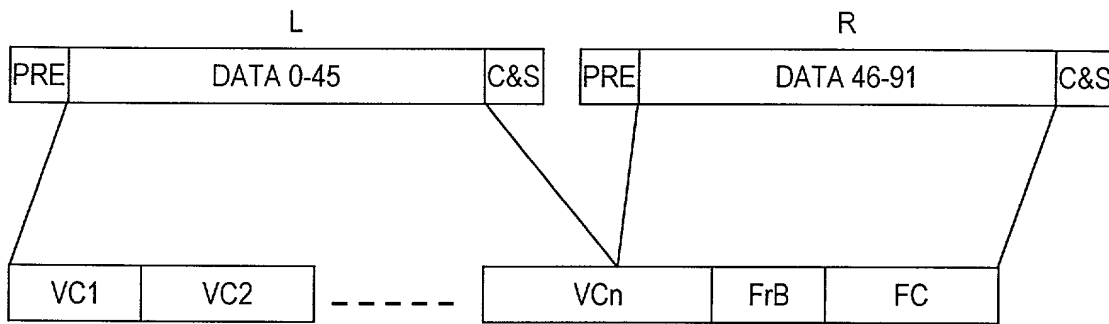 L R
PRE DATA 0-45 C&S PRE DATA 46-91 C&S
VC1 VC2 VCn FrB FC